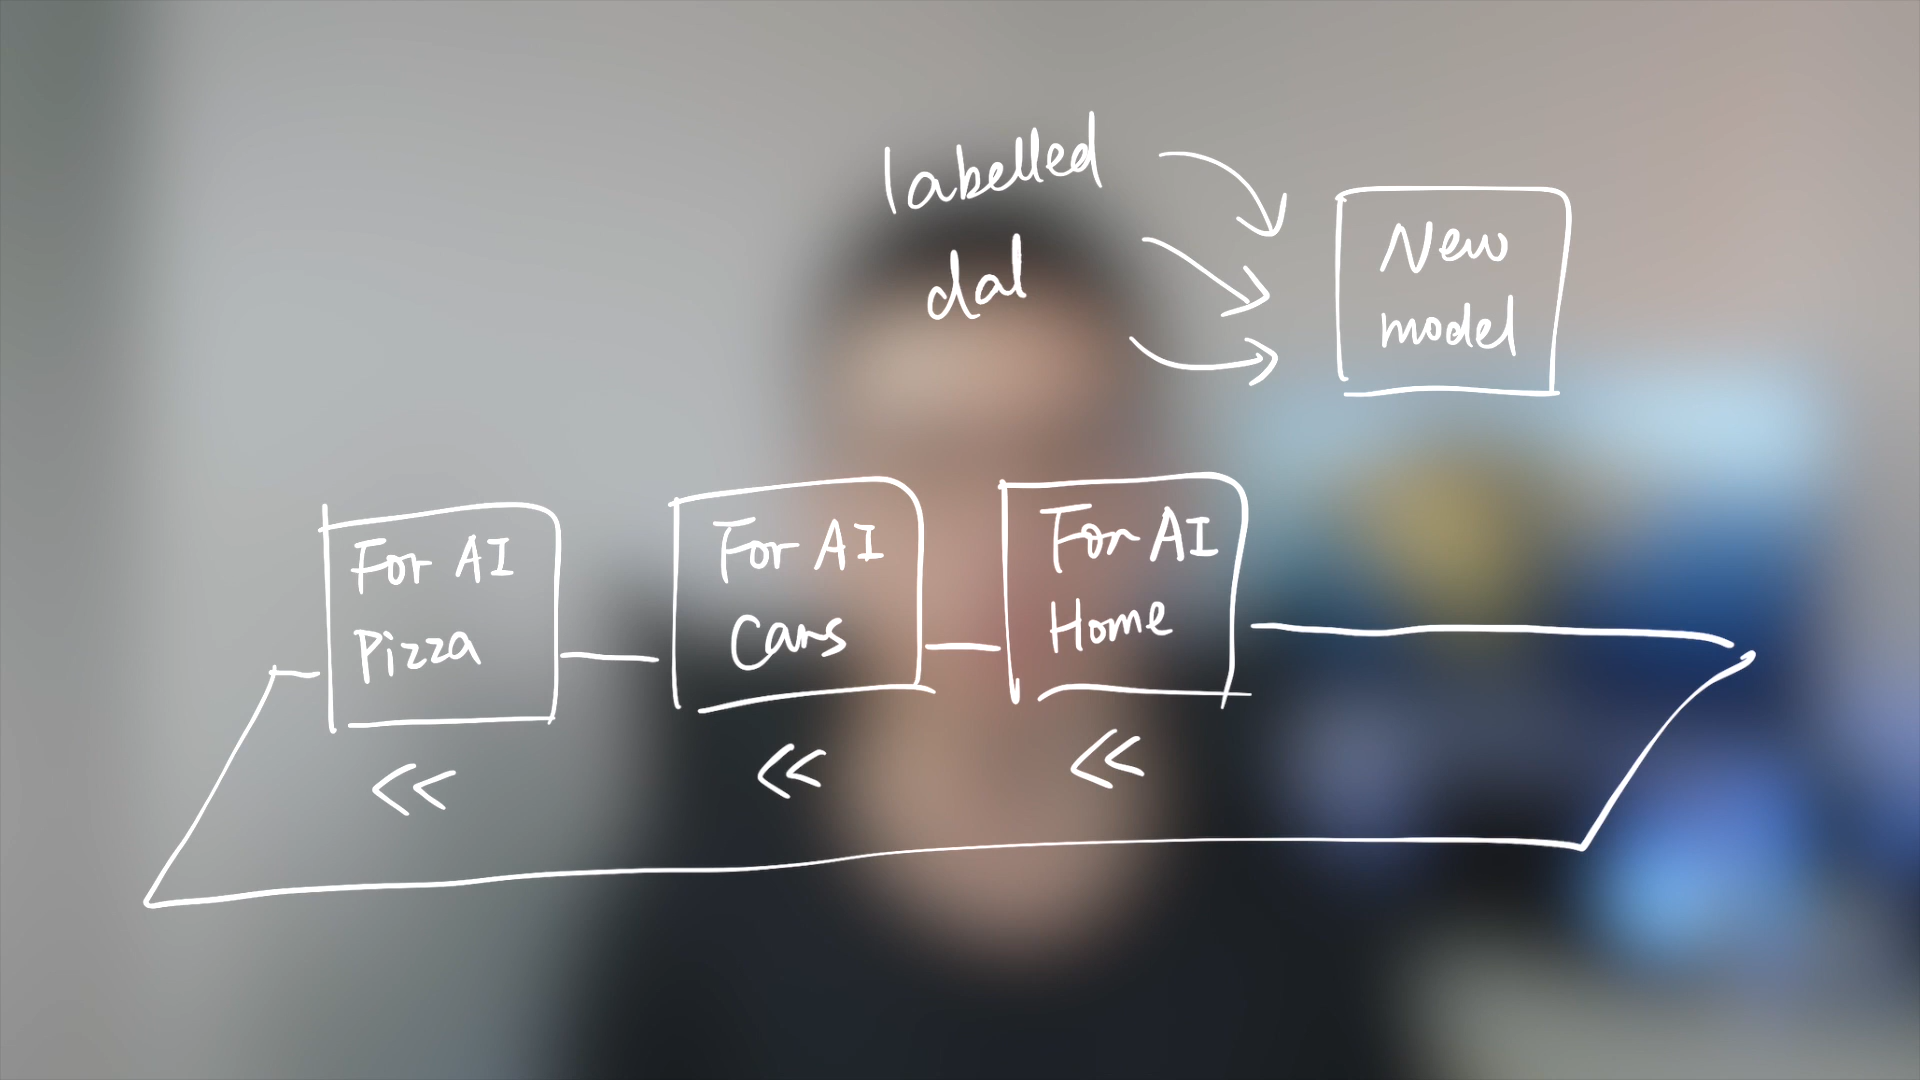 labelled
dal
New
model
For AI
Pizza
For AI
Cars
For AI
Home
<<
<<
<<